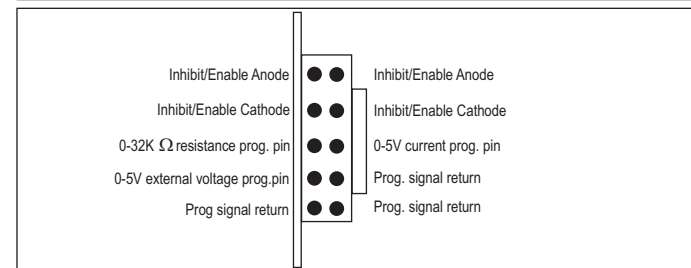 Inhibit/Enable Anode Inhibit/Enable Anode
Inhibit/Enable Cathode Inhibit/Enable Cathode
0-32K Ω resistance prog. pin 0-5V current prog. pin
0-5V external voltage prog.pin Prog. signal return
Prog signal return Prog. signal return